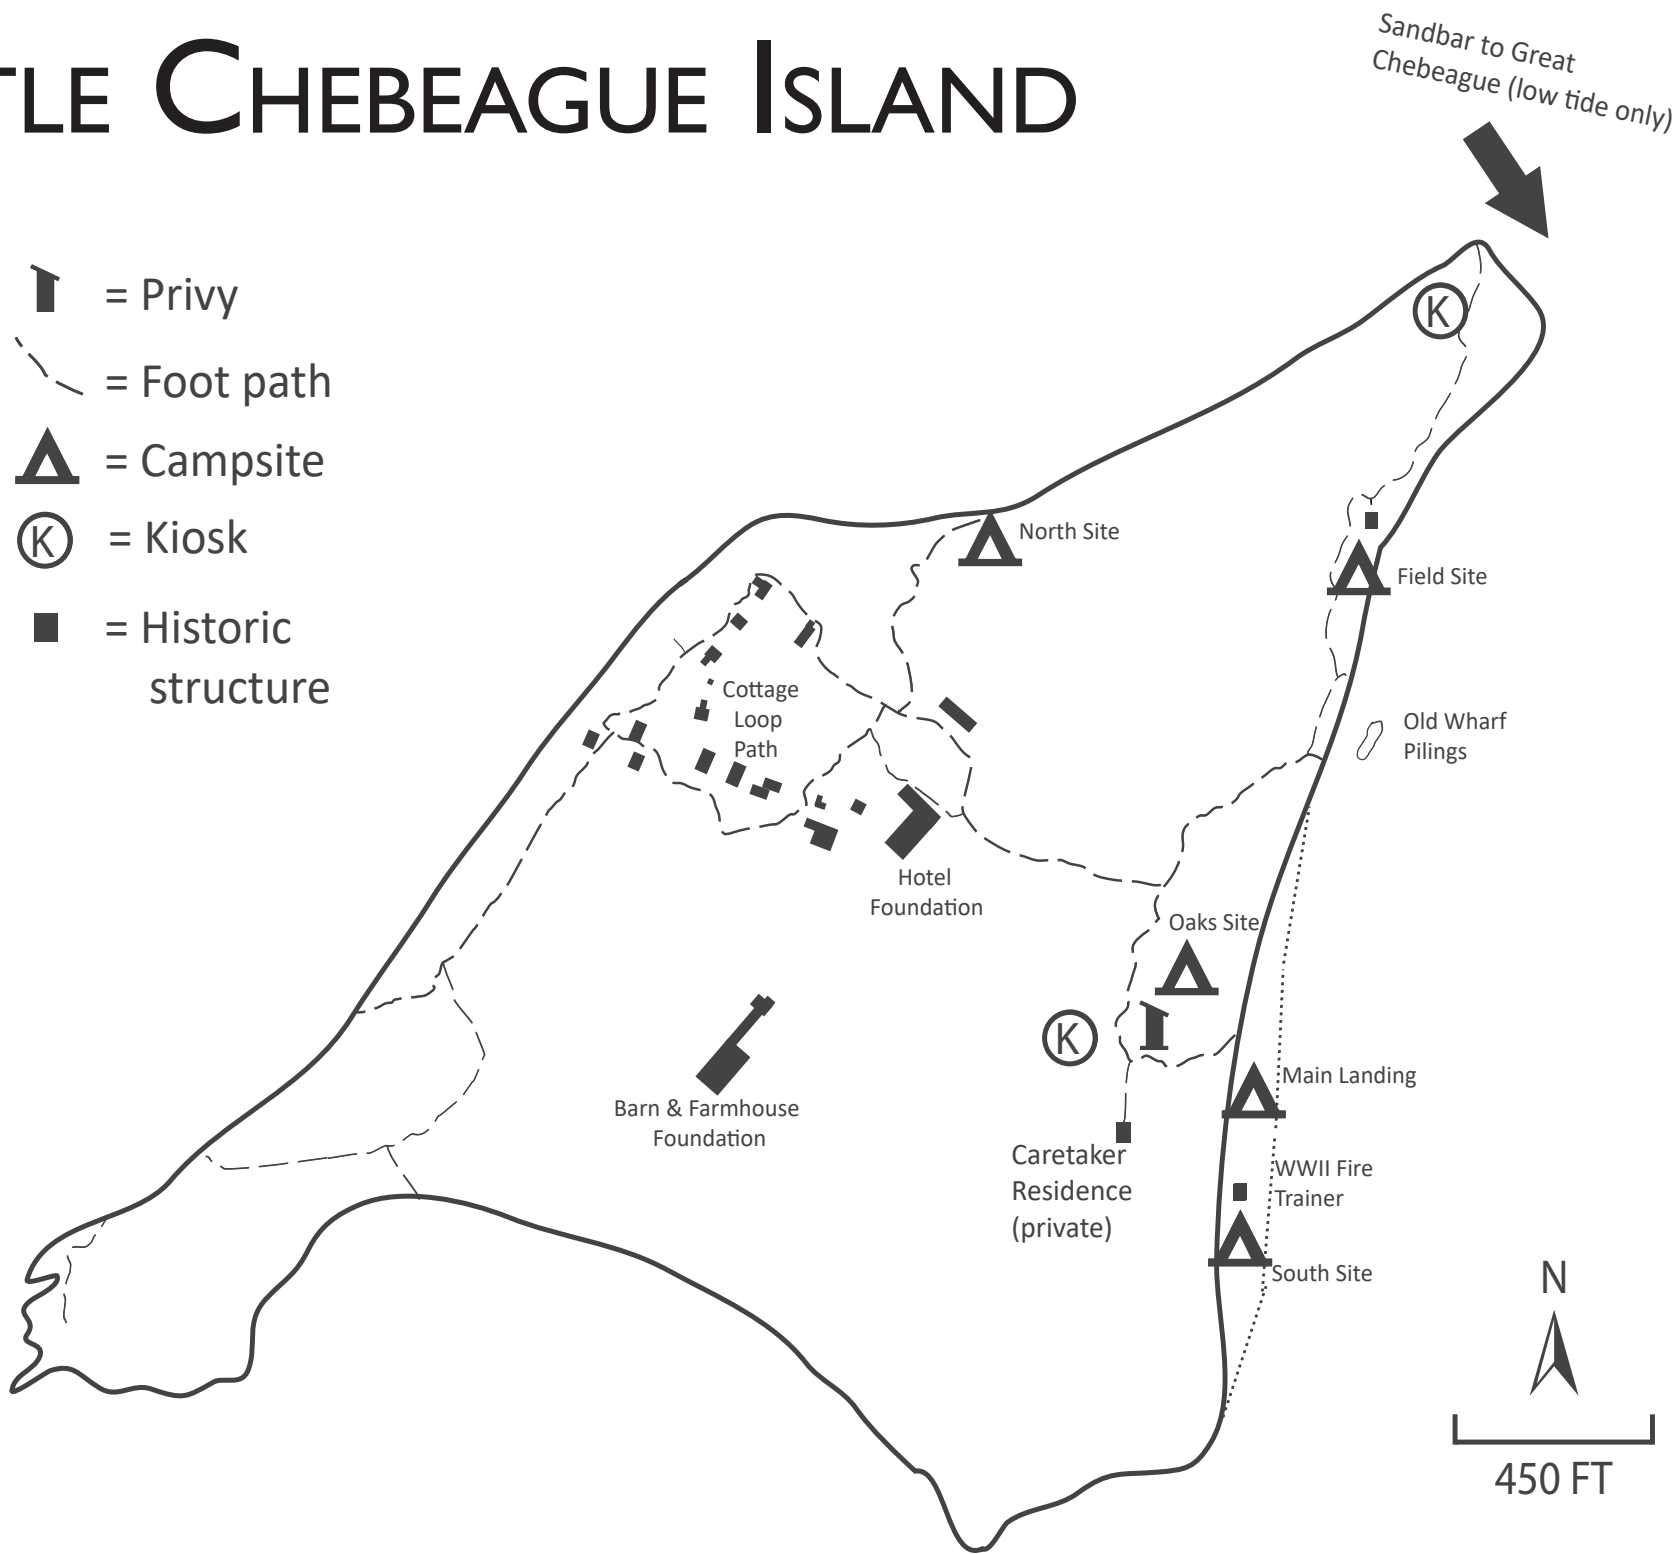 TLE CHEBEAGUE ISLAND
Sandbar to Great
Chebeague (low tide only)
= Privy
= Foot path
= Campsite
K = Kiosk
= Historic
structure
K
North Site
Field Site
Cottage
Loop
Path
Old Wharf
Pilings
Hotel
Foundation
Oaks Site
K
Main Landing
Barn & Farmhouse
Foundation
Caretaker
Residence
(private)
WWII Fire
Trainer
South Site
N
450 FT